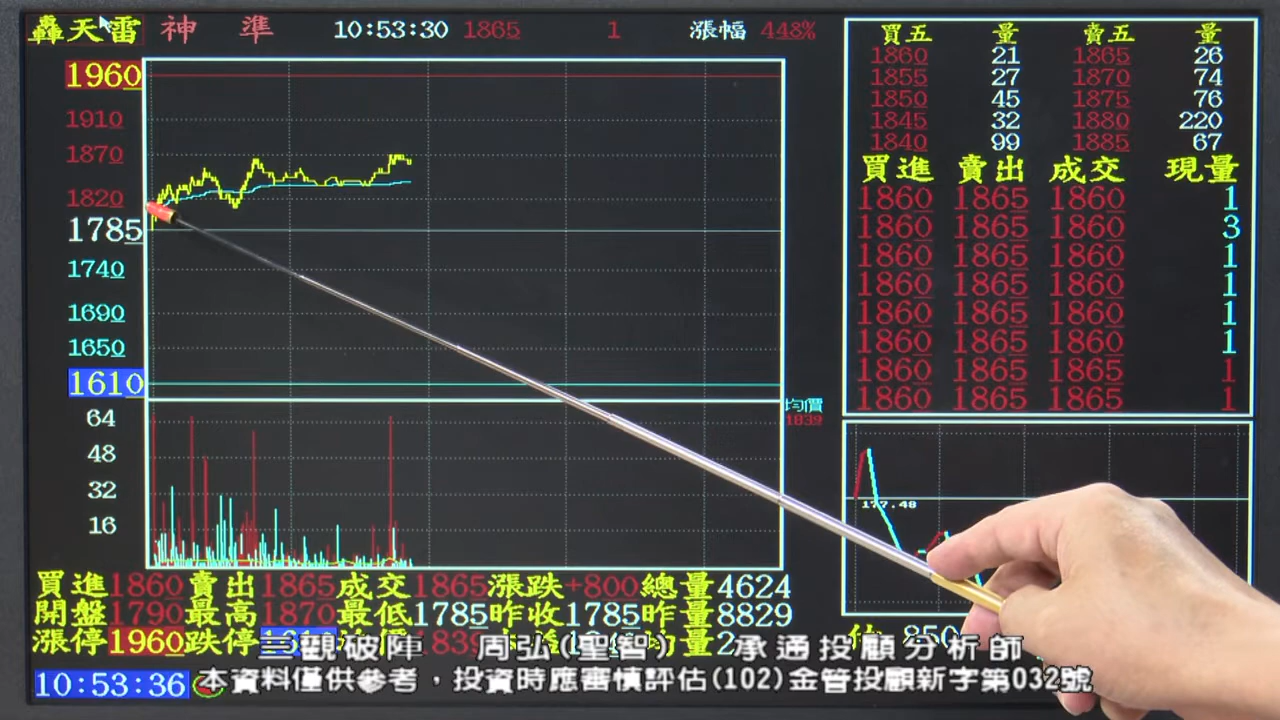 轟天雷 神準 10:53:30 1865 1 漲幅 448%
1960
1910
1870
1820
1785
1740
1690
1650
1610
64
48
32
16
均價
1839
買五 量 賣五 量
1860 21 1865 26
1855 27 1870 74
1850 45 1875 76
1845 32 1880 220
1840 99 1885 67
買進 賣出 成交 現量
1860 1865 1860 1
1860 1865 1860 3
1860 1865 1860 1
1860 1865 1860 1
1860 1865 1860 1
1860 1865 1860 1
1860 1865 1865 1
1860 1865 1865 1
177.48
買進1860賣出1865成交1865漲跌+800總量4624
開盤1790最高1870最低1785昨收1785昨量8829
漲停1960跌停
850
三觀破陣 周弘(聖智) 承通投顧分析師
本資料僅供參考，投資時應審慎評估(102)金管投顧新字第032號
10:53:36